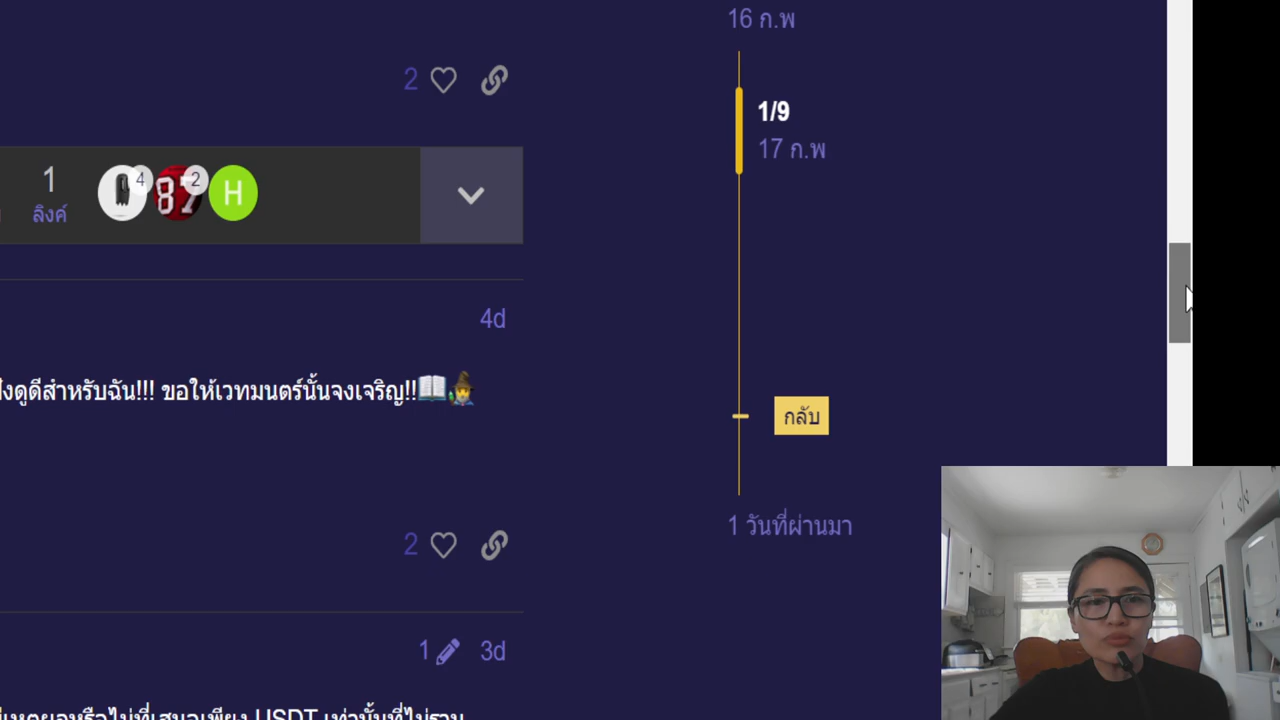 16 ก.พ
2
1/9
17 ก.พ
4
2
87
H
1
ลิงค์
4d
ดูดีสำหรับฉัน!!! ขอให้เวทมนตร์นั้นจงเจริญ!!
กลับ
1 วันที่ผ่านมา
2
1
3d
USDT